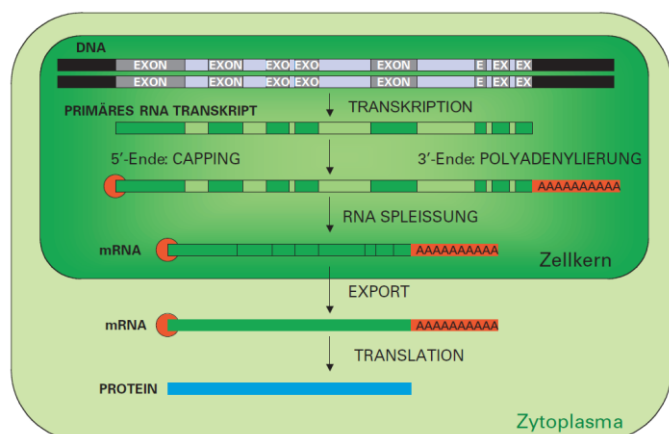 DNA
EXON EXON EXO EXO EXON E EX EX
EXON EXON EXO EXO EXON E EX EX
PRIMÄRES RNA TRANSKRIPT
TRANSKRIPTION
5′-Ende: CAPPING
3′-Ende: POLYADENYLIERUNG
AAAAAAAAAA
RNA SPLEISSUNG
mRNA
AAAAAAAAAA
Zellkern
EXPORT
mRNA
AAAAAAAAAA
TRANSLATION
PROTEIN
Zytoplasma